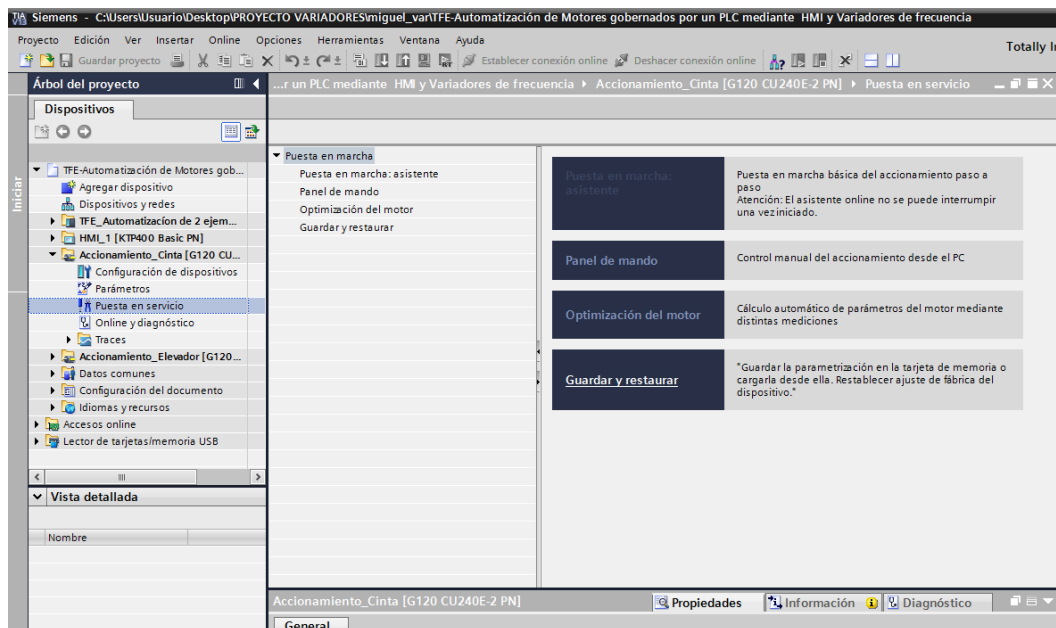 Siemens - C:\Users\Usuario\Desktop\PROYECTO VARIADORES\miguel_var\TFE-Automatización de Motores gobernados por un PLC mediante HMI y Variadores de frecuencia
Proyecto Edición Ver Insertar Online Opciones Herramientas Ventana Ayuda
Totally In
Guardar proyecto Establecer conexión online Deshacer conexión online
Iniciar
Árbol del proyecto
Dispositivos
TFE-Automatización de Motores gob...
Agregar dispositivo
Dispositivos y redes
TFE_Automatizacíon de 2 ejem...
HMI_1 [KTP400 Basic PN]
Accionamiento_Cinta [G120 CU...
Configuración de dispositivos
Parámetros
Puesta en servicio
Online y diagnóstico
Traces
Accionamiento_Elevador [G120...
Datos comunes
Configuración del documento
Idiomas y recursos
Accesos online
Lector de tarjetas/memoria USB
Vista detallada
Nombre
...r un PLC mediante HMI y Variadores de frecuencia Accionamiento_Cinta [G120 CU240E-2 PN] Puesta en servicio
Puesta en marcha
Puesta en marcha: asistente
Panel de mando
Optimización del motor
Guardar y restaurar
Puesta en marcha:
asistente
Puesta en marcha básica del accionamiento paso a
paso
Atención: El asistente online no se puede interrumpir
una vez iniciado.
Panel de mando
Control manual del accionamiento desde el PC
Optimización del motor
Cálculo automático de parámetros del motor mediante
distintas mediciones
Guardar y restaurar
"Guardar la parametrización en la tarjeta de memoria o
cargarla desde ella. Restablecer ajuste de fábrica del
dispositivo."
Accionamiento_Cinta [G120 CU240E-2 PN]
Propiedades Información Diagnóstico
General